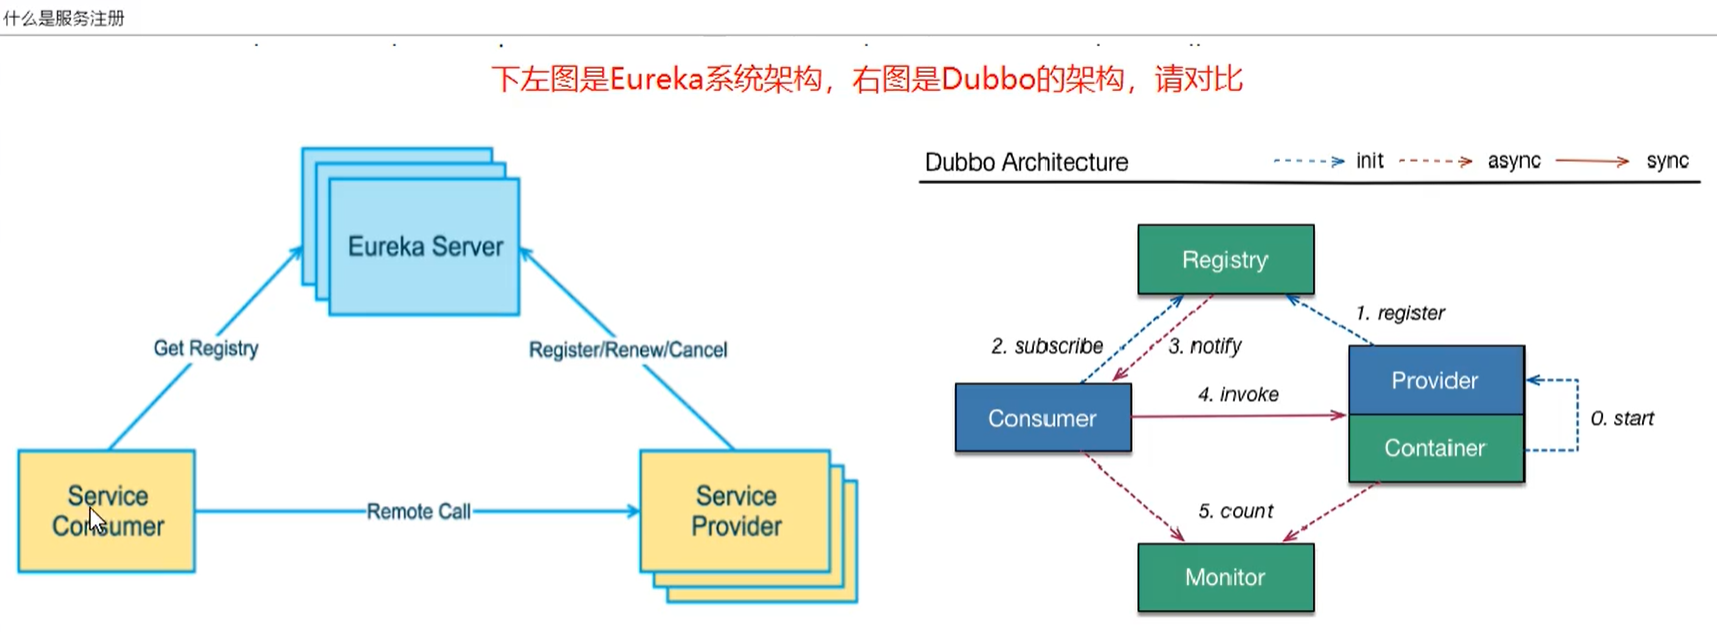 什么是服务注册
下左图是Eureka系统架构，右图是Dubbo的架构，请对比
Eureka Server
Get Registry
Register/Renew/Cancel
Service
Consumer
Remote Call
Service
Provider
Dubbo Architecture
init
async
sync
Registry
1. register
2. subscribe
3. notify
Provider
4. invoke
Consumer
0. start
Container
5. count
Monitor